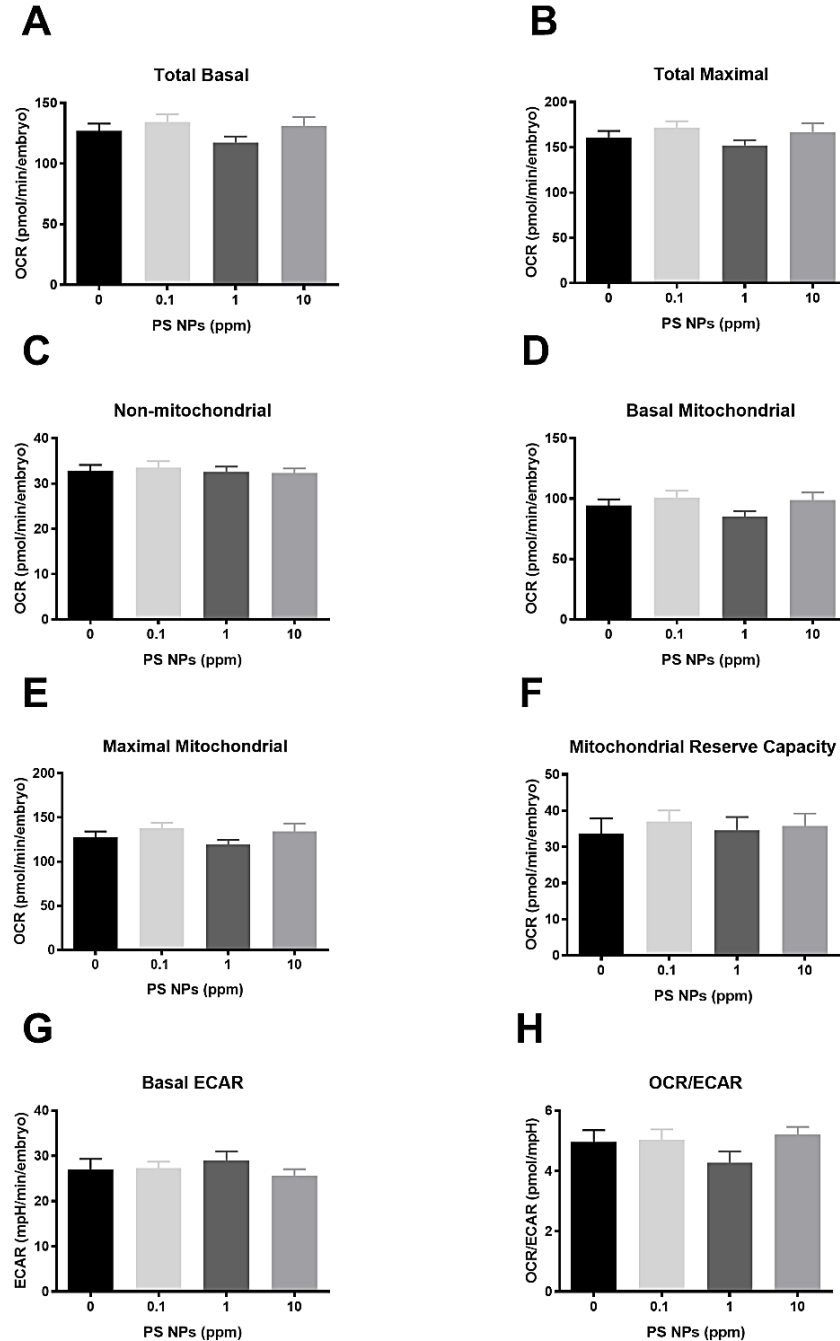 A
Total Basal
OCR (pmol/min/embryo)
150
100
50
0
0 0.1 1 10
PS NPs (ppm)
B
Total Maximal
OCR (pmol/min/embryo)
200
150
100
50
0
0 0.1 1 10
PS NPs (ppm)
C
Non-mitochondrial
OCR (pmol/min/embryo)
40
30
20
10
0
0 0.1 1 10
PS NPs (ppm)
D
Basal Mitochondrial
OCR (pmol/min/embryo)
150
100
50
0
0 0.1 1 10
PS NPs (ppm)
E
Maximal Mitochondrial
OCR (pmol/min/embryo)
200
150
100
50
0
0 0.1 1 10
PS NPs (ppm)
F
Mitochondrial Reserve Capacity
OCR (pmol/min/embryo)
50
40
30
20
10
0
0 0.1 1 10
PS NPs (ppm)
G
Basal ECAR
ECAR (mpH/min/embryo)
40
30
20
10
0
0 0.1 1 10
PS NPs (ppm)
H
OCR/ECAR
OCR/ECAR (pmol/mpH)
6
4
2
0
0 0.1 1 10
PS NPs (ppm)